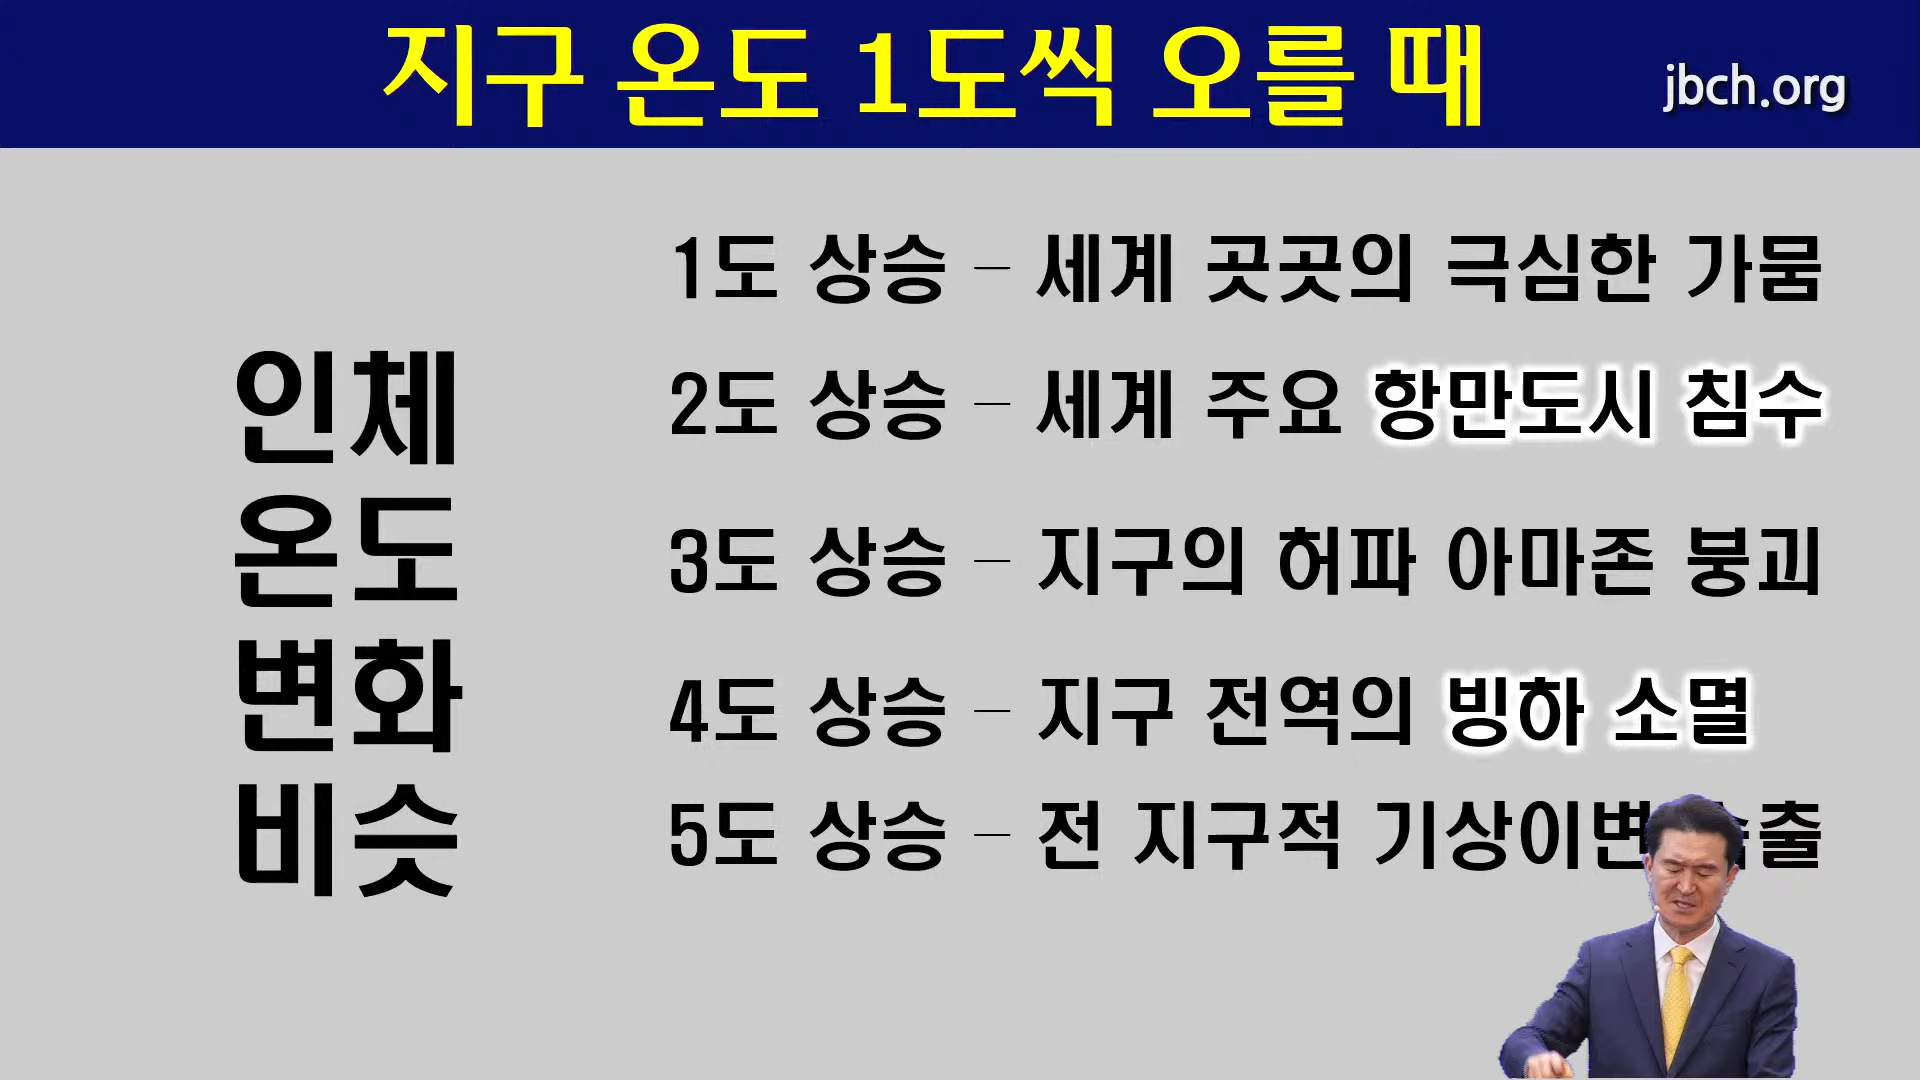 지구 온도 1도씩 오를 때
jbch.org
인체
온도
변화
비슷
1도 상승 - 세계 곳곳의 극심한 가뭄
2도 상승 - 세계 주요 항만도시 침수
3도 상승 - 지구의 허파 아마존 붕괴
4도 상승 - 지구 전역의 빙하 소멸
5도 상승 - 전 지구적 기상이변